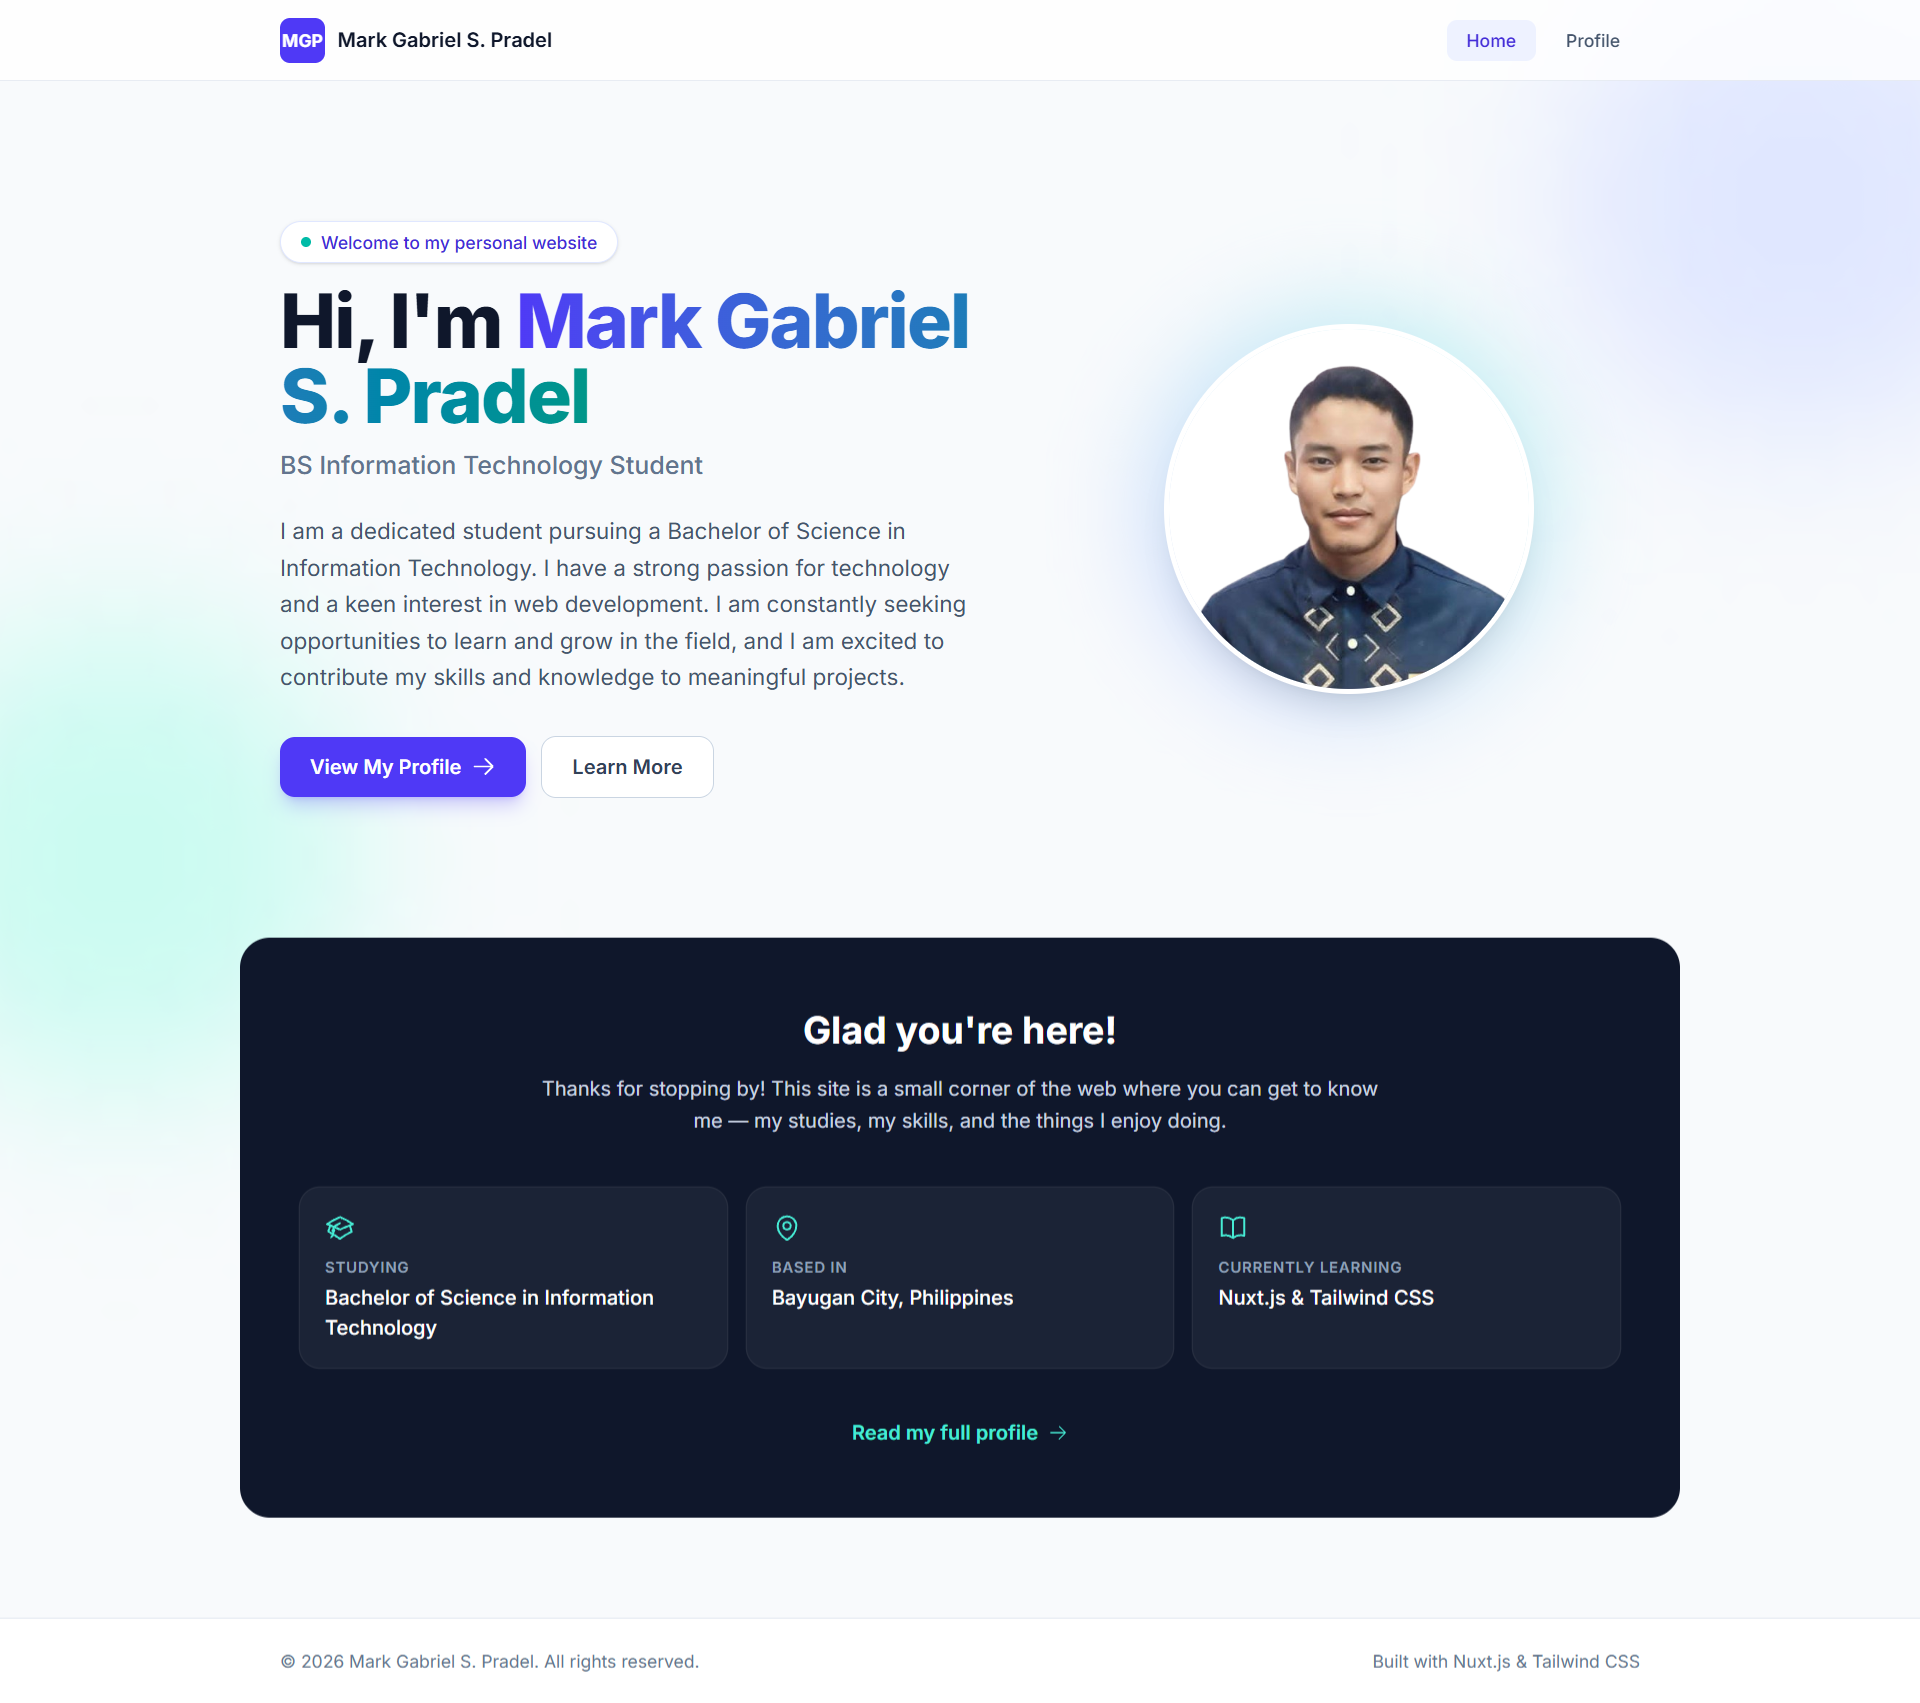 MGP
Mark Gabriel S. Pradel
Home
Profile
Welcome to my personal website
Hi, I'm Mark Gabriel
S. Pradel
BS Information Technology Student
I am a dedicated student pursuing a Bachelor of Science in
Information Technology. I have a strong passion for technology
and a keen interest in web development. I am constantly seeking
opportunities to learn and grow in the field, and I am excited to
contribute my skills and knowledge to meaningful projects.
View My Profile
Learn More
Glad you're here!
Thanks for stopping by! This site is a small corner of the web where you can get to know
me — my studies, my skills, and the things I enjoy doing.
STUDYING
Bachelor of Science in Information
Technology
BASED IN
Bayugan City, Philippines
CURRENTLY LEARNING
Nuxt.js & Tailwind CSS
Read my full profile
© 2026 Mark Gabriel S. Pradel. All rights reserved.
Built with Nuxt.js & Tailwind CSS